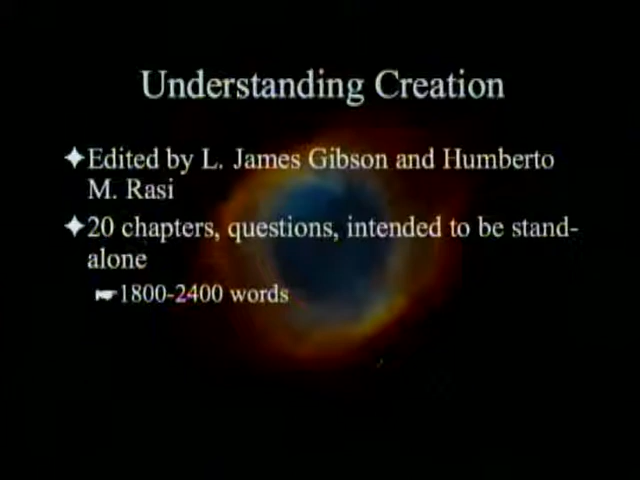 Understanding Creation
✦Edited by L. James Gibson and Humberto
M. Rasi
✦20 chapters, questions, intended to be stand-
alone
☛1800-2400 words